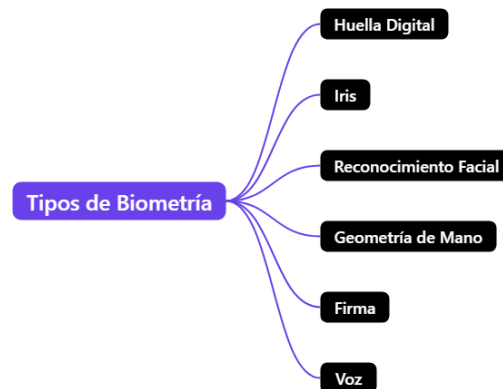 Huella Digital
Iris
Reconocimiento Facial
Tipos de Biometría
Geometría de Mano
Firma
Voz